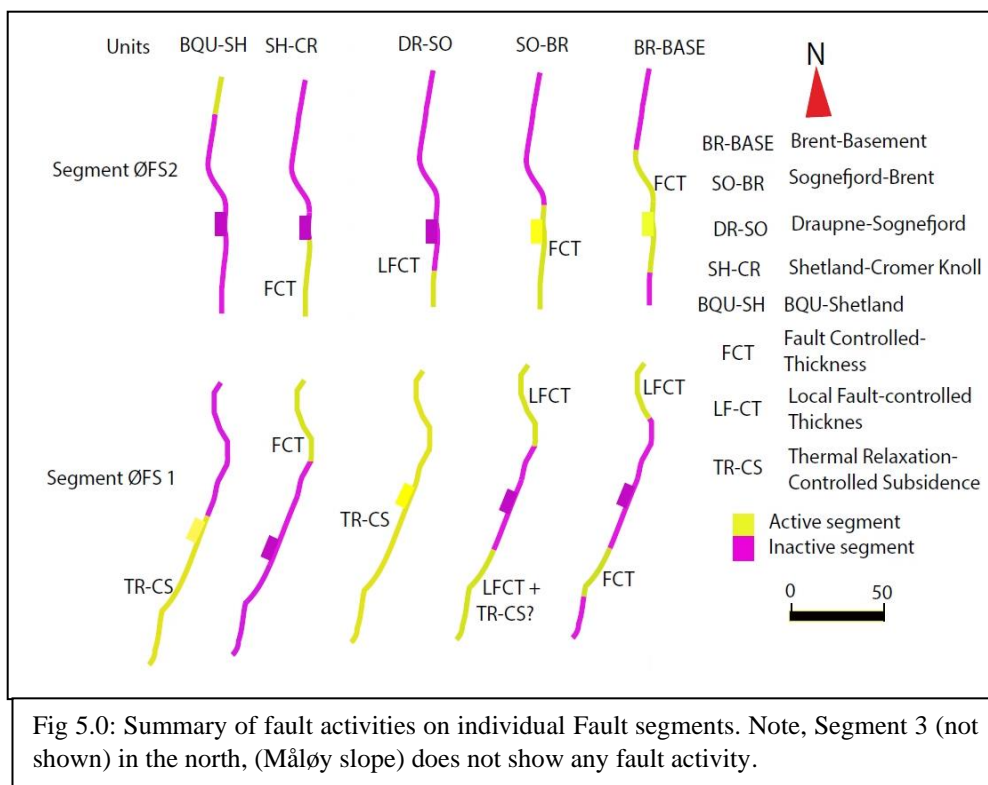 Units BQU-SH SH-CR DR-SO SO-BR BR-BASE
N
Segment ØFS2
FCT
LFCT
FCT
FCT
BR-BASE Brent-Basement
SO-BR Sognefjord-Brent
DR-SO Draupne-Sognefjord
SH-CR Shetland-Cromer Knoll
BQU-SH BQU-Shetland
FCT Fault Controlled-
Thickness
LF-CT Local Fault-controlled
Thicknes
TR-CS Thermal Relaxation-
Controlled Subsidence
Active segment
Inactive segment
0 50
Segment ØFS 1
TR-CS
FCT
TR-CS
LFCT
LFCT +
TR-CS?
LFCT
FCT
Fig 5.0: Summary of fault activities on individual Fault segments. Note, Segment 3 (not
shown) in the north, (Måløy slope) does not show any fault activity.